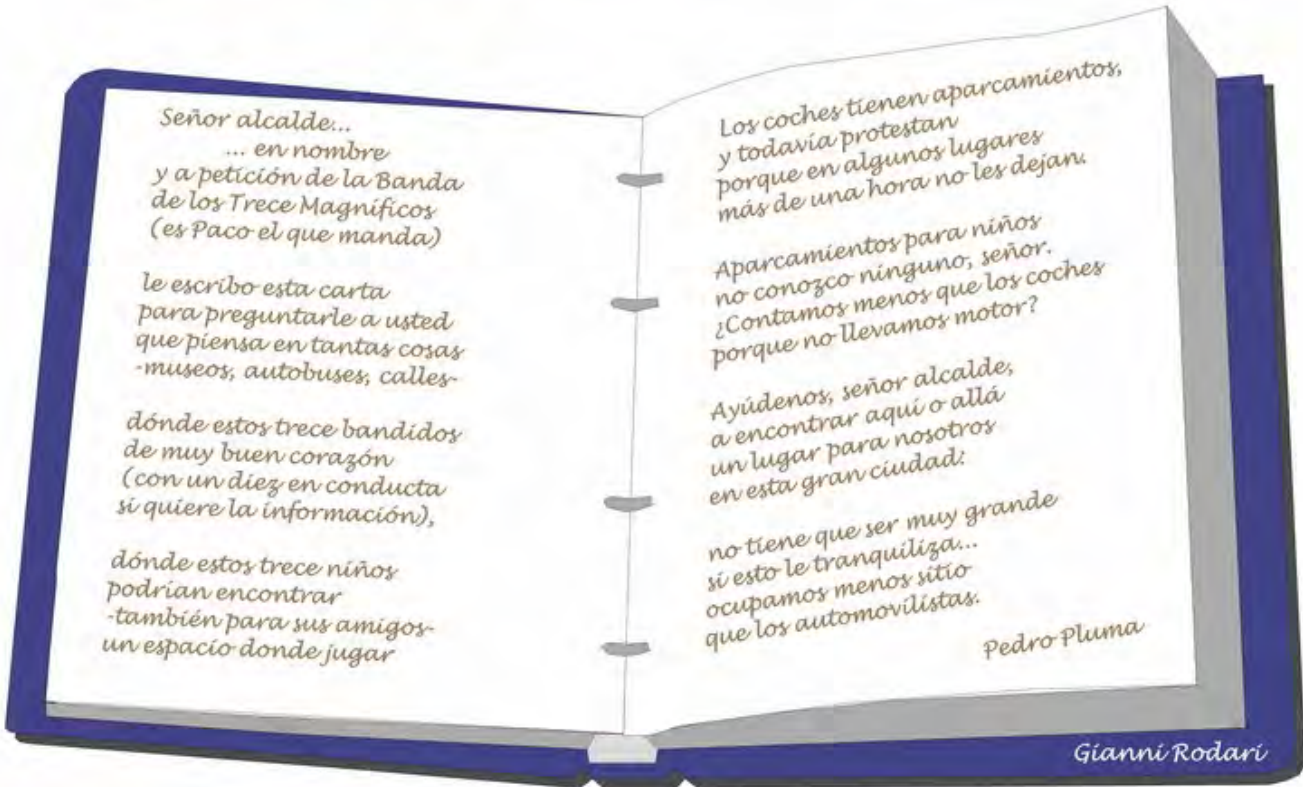 Señor alcalde...
... en nombre
y a petición de la Banda
de los Trece Magníficos
(es Paco el que manda)
le escribo esta carta
para preguntarle a usted
que piensa en tantas cosas
-museos, autobuses, calles-
dónde estos trece bandidos
de muy buen corazón
(con un diez en conducta
si quiere la información),
dónde estos trece niños
podrían encontrar
-también para sus amigos-
un espacio donde jugar
Los coches tienen aparcamientos,
y todavía protestan
porque en algunos lugares
más de una hora no les dejan.
Aparcamientos para niños
no conozco ninguno, señor.
¿Contamos menos que los coches
porque no llevamos motor?
Ayúdenos, señor alcalde,
a encontrar aquí o allá
un lugar para nosotros
en esta gran ciudad:
no tiene que ser muy grande
si esto le tranquiliza...
ocupamos menos sitio
que los automovilistas.
Pedro Pluma
Gianni Rodari